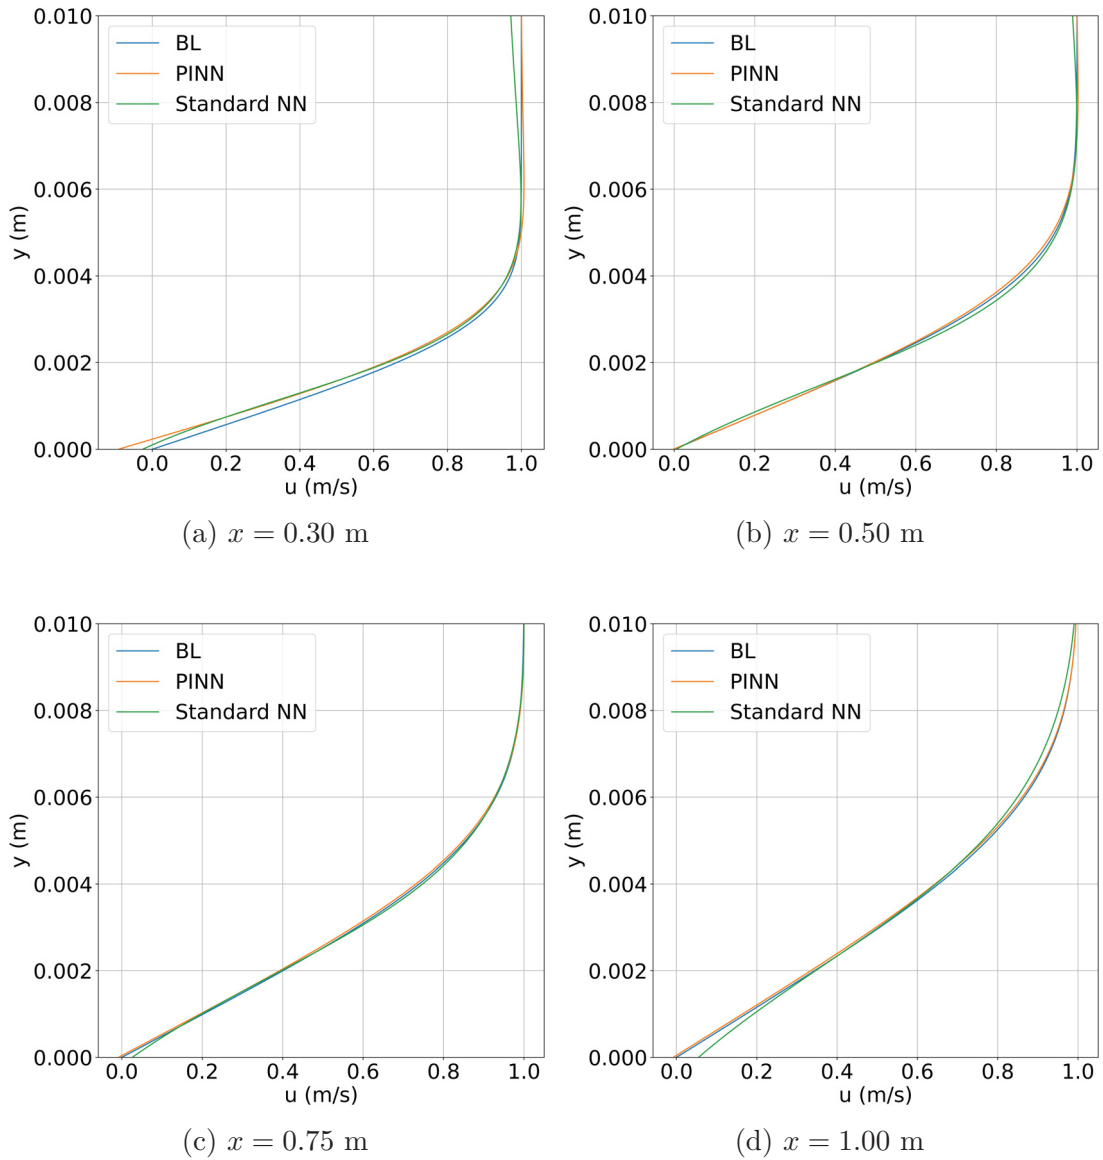 0.010
0.008
0.006
0.004
0.002
0.000
y (m)
BL
PINN
Standard NN
0.0 0.2 0.4 0.6 0.8 1.0
u (m/s)
(a) x = 0.30 m
0.010
0.008
0.006
0.004
0.002
0.000
y (m)
BL
PINN
Standard NN
0.0 0.2 0.4 0.6 0.8 1.0
u (m/s)
(b) x = 0.50 m
0.010
0.008
0.006
0.004
0.002
0.000
y (m)
BL
PINN
Standard NN
0.0 0.2 0.4 0.6 0.8 1.0
u (m/s)
(c) x = 0.75 m
0.010
0.008
0.006
0.004
0.002
0.000
y (m)
BL
PINN
Standard NN
0.0 0.2 0.4 0.6 0.8 1.0
u (m/s)
(d) x = 1.00 m